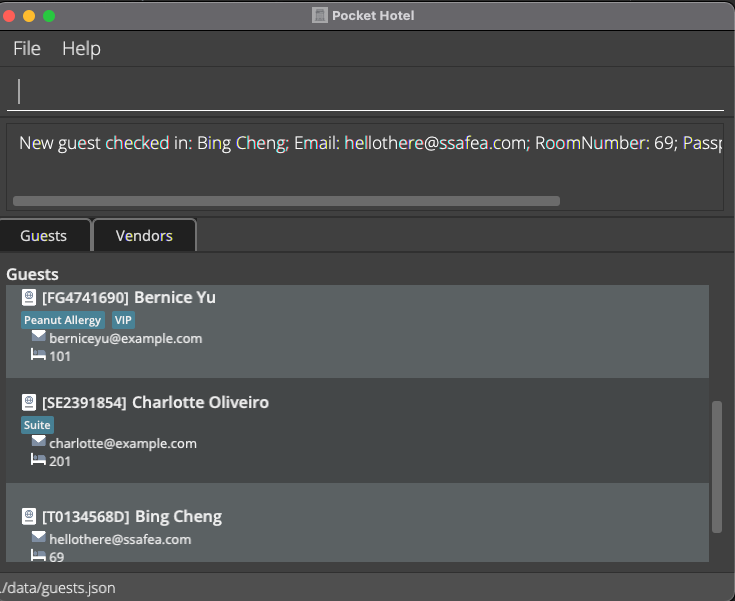 Pocket Hotel
File Help
New guest checked in: Bing Cheng; Email: hellothere@ssafea.com; RoomNumber: 69; Passp
Guests Vendors
Guests
[FG4741690] Bernice Yu
Peanut Allergy VIP
berniceyu@example.com
101
[SE2391854] Charlotte Oliveiro
Suite
charlotte@example.com
201
[T0134568D] Bing Cheng
hellothere@ssafea.com
69
./data/guests.json